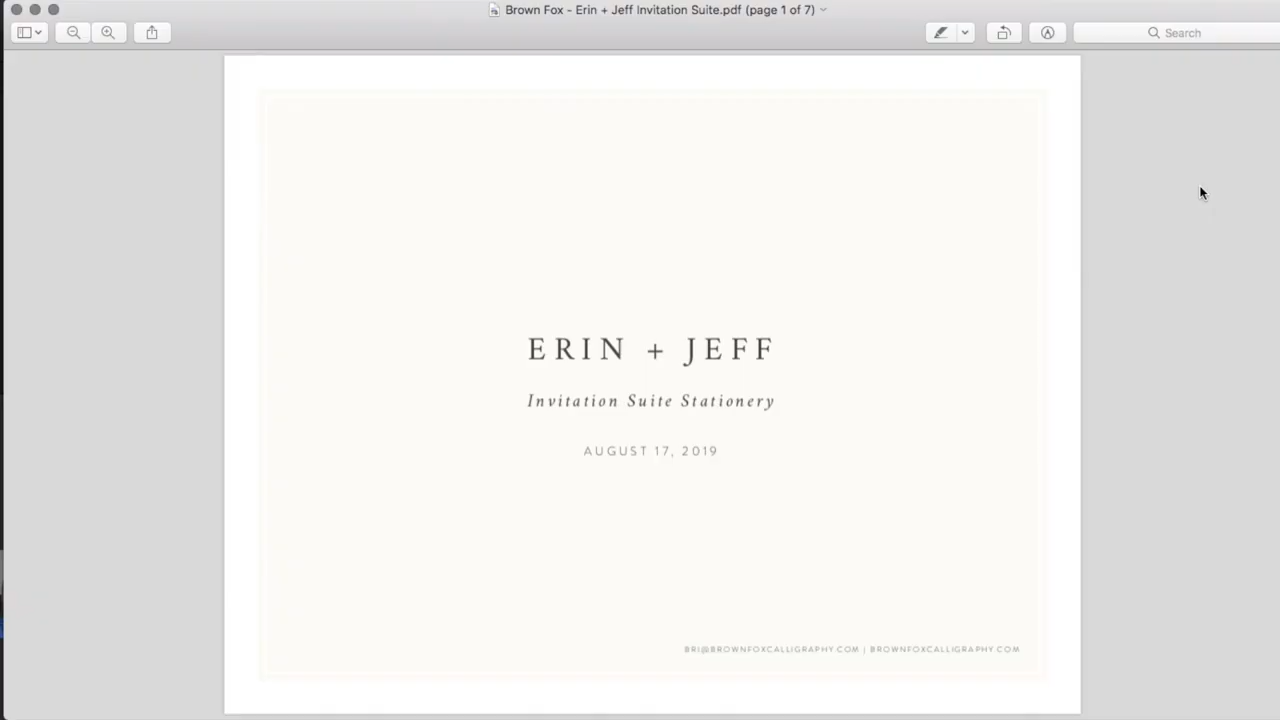 Brown Fox - Erin + Jeff Invitation Suite.pdf (page 1 of 7)
Search
ERIN + JEFF
Invitation Suite Stationery
AUGUST 17, 2019
BRI@BROWNFOXCALLIGRAPHY.COM | BROWNFOXCALLIGRAPHY.COM